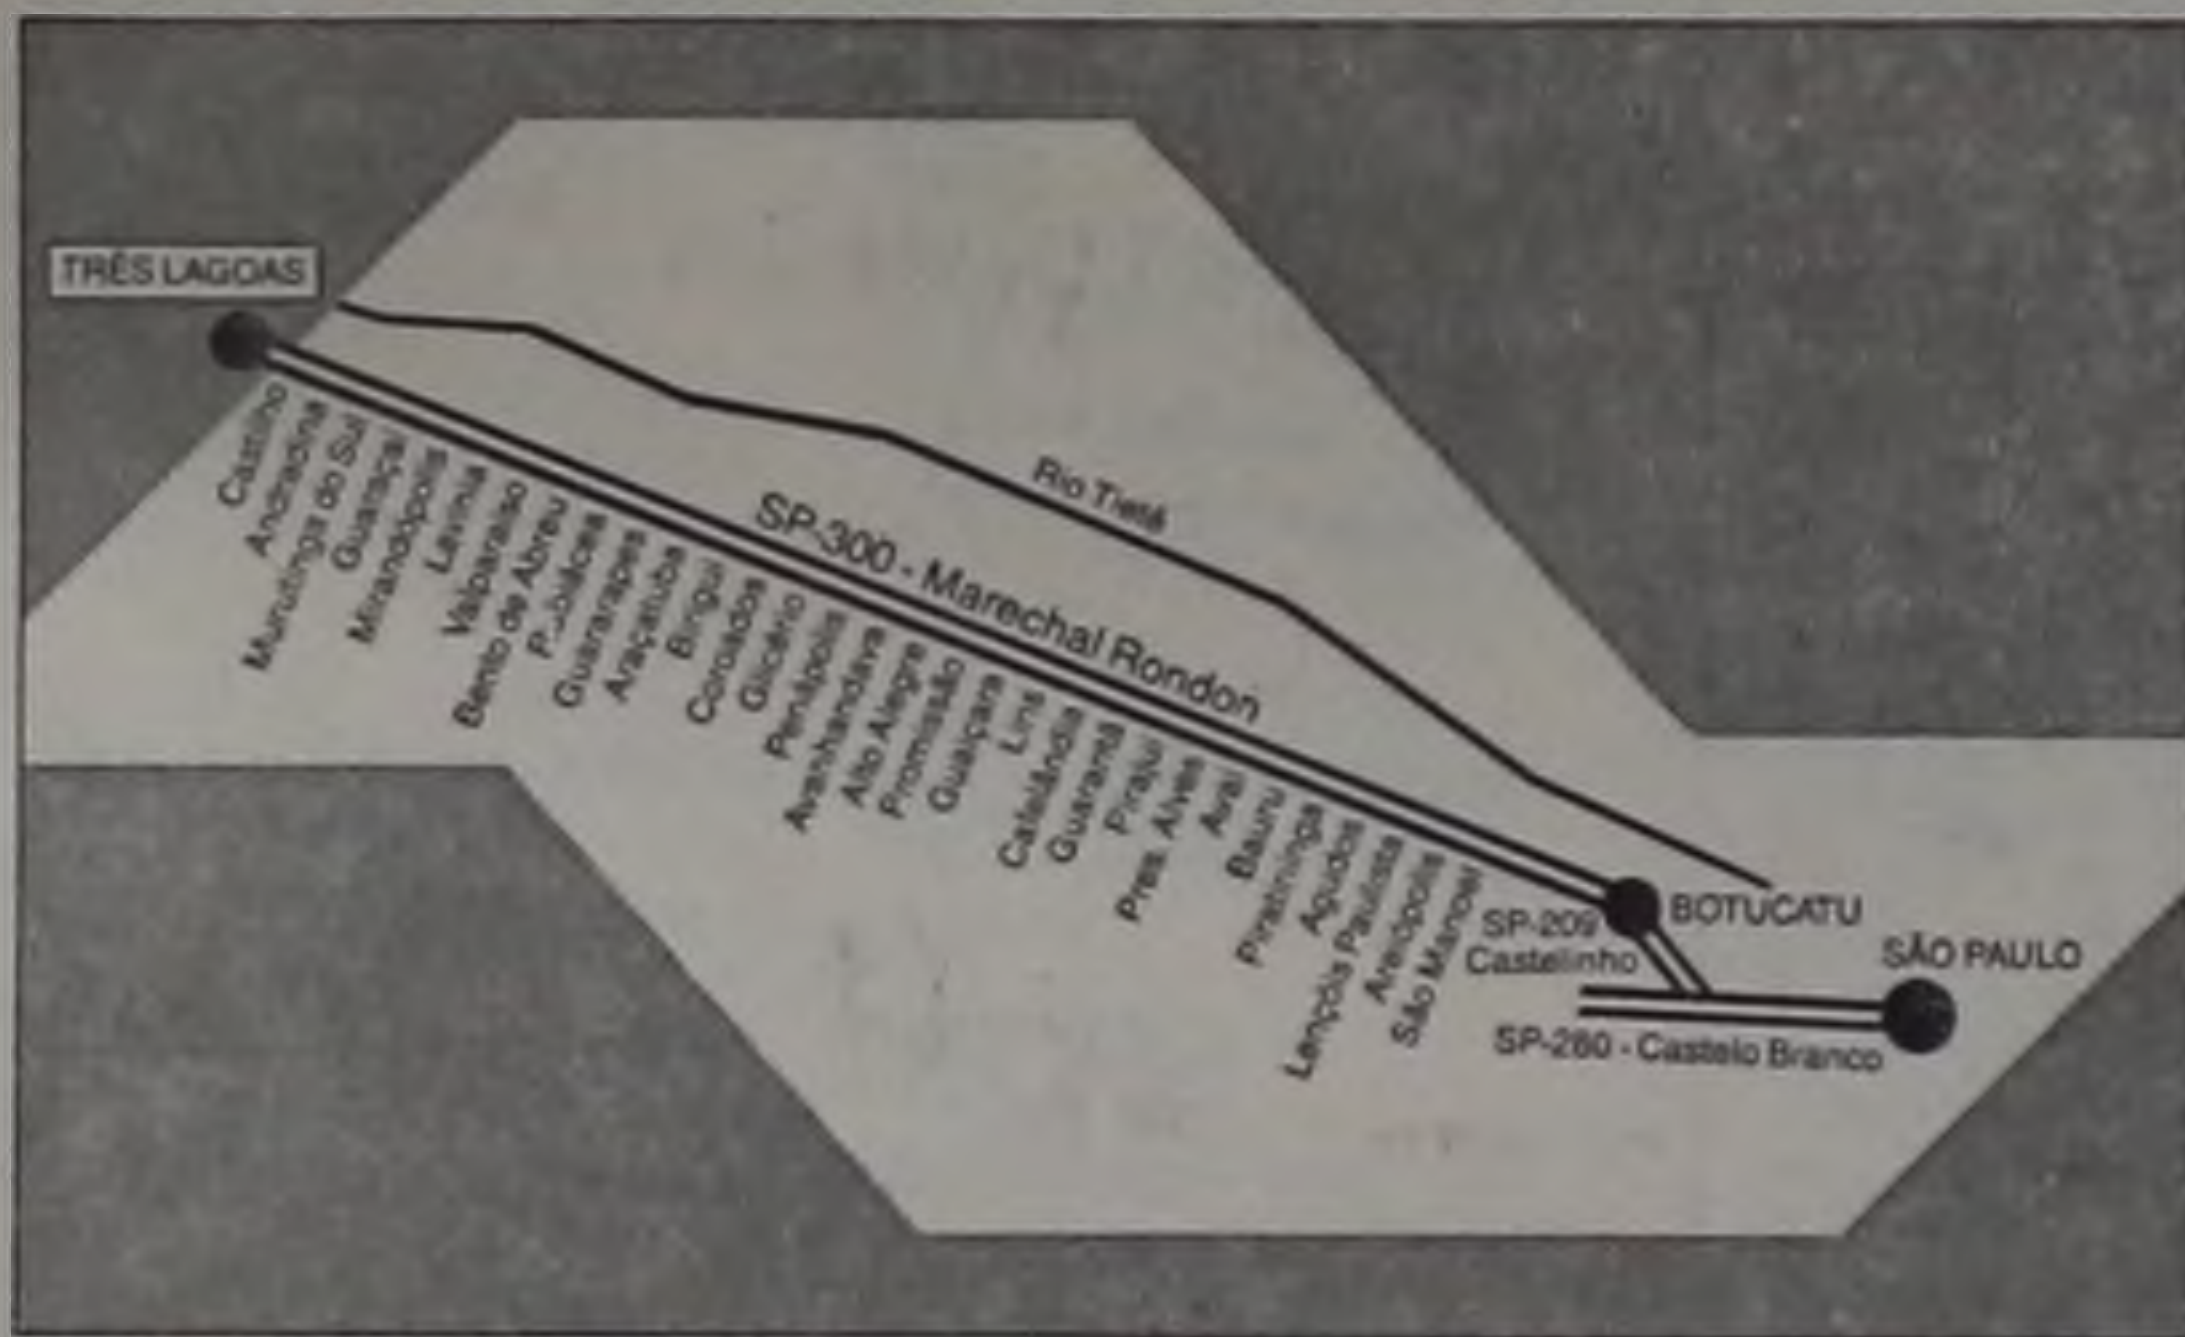 TRÊS LAGOAS
Rio Tietê
SP-300 - Marechal Rondon
Castilho
Andradina
Murutinga do Sul
Guaraçaí
Mirandópolis
Lavínia
Valparaíso
Bento de Abreu
Guararapes
Araçatuba
Birigui
Coroados
Glicério
Penápolis
Avanhandava
Alto Alegre
Promissão
Guaiçara
Lins
Cafelândia
Guarantã
Pirajuí
Pres. Alves
Avaí
Bauru
Piratininga
Agudos
Lençóis Paulista
Areiópolis
São Manoel
SP-209
Castelinho
BOTUCATU
SÃO PAULO
SP-280 - Castelo Branco